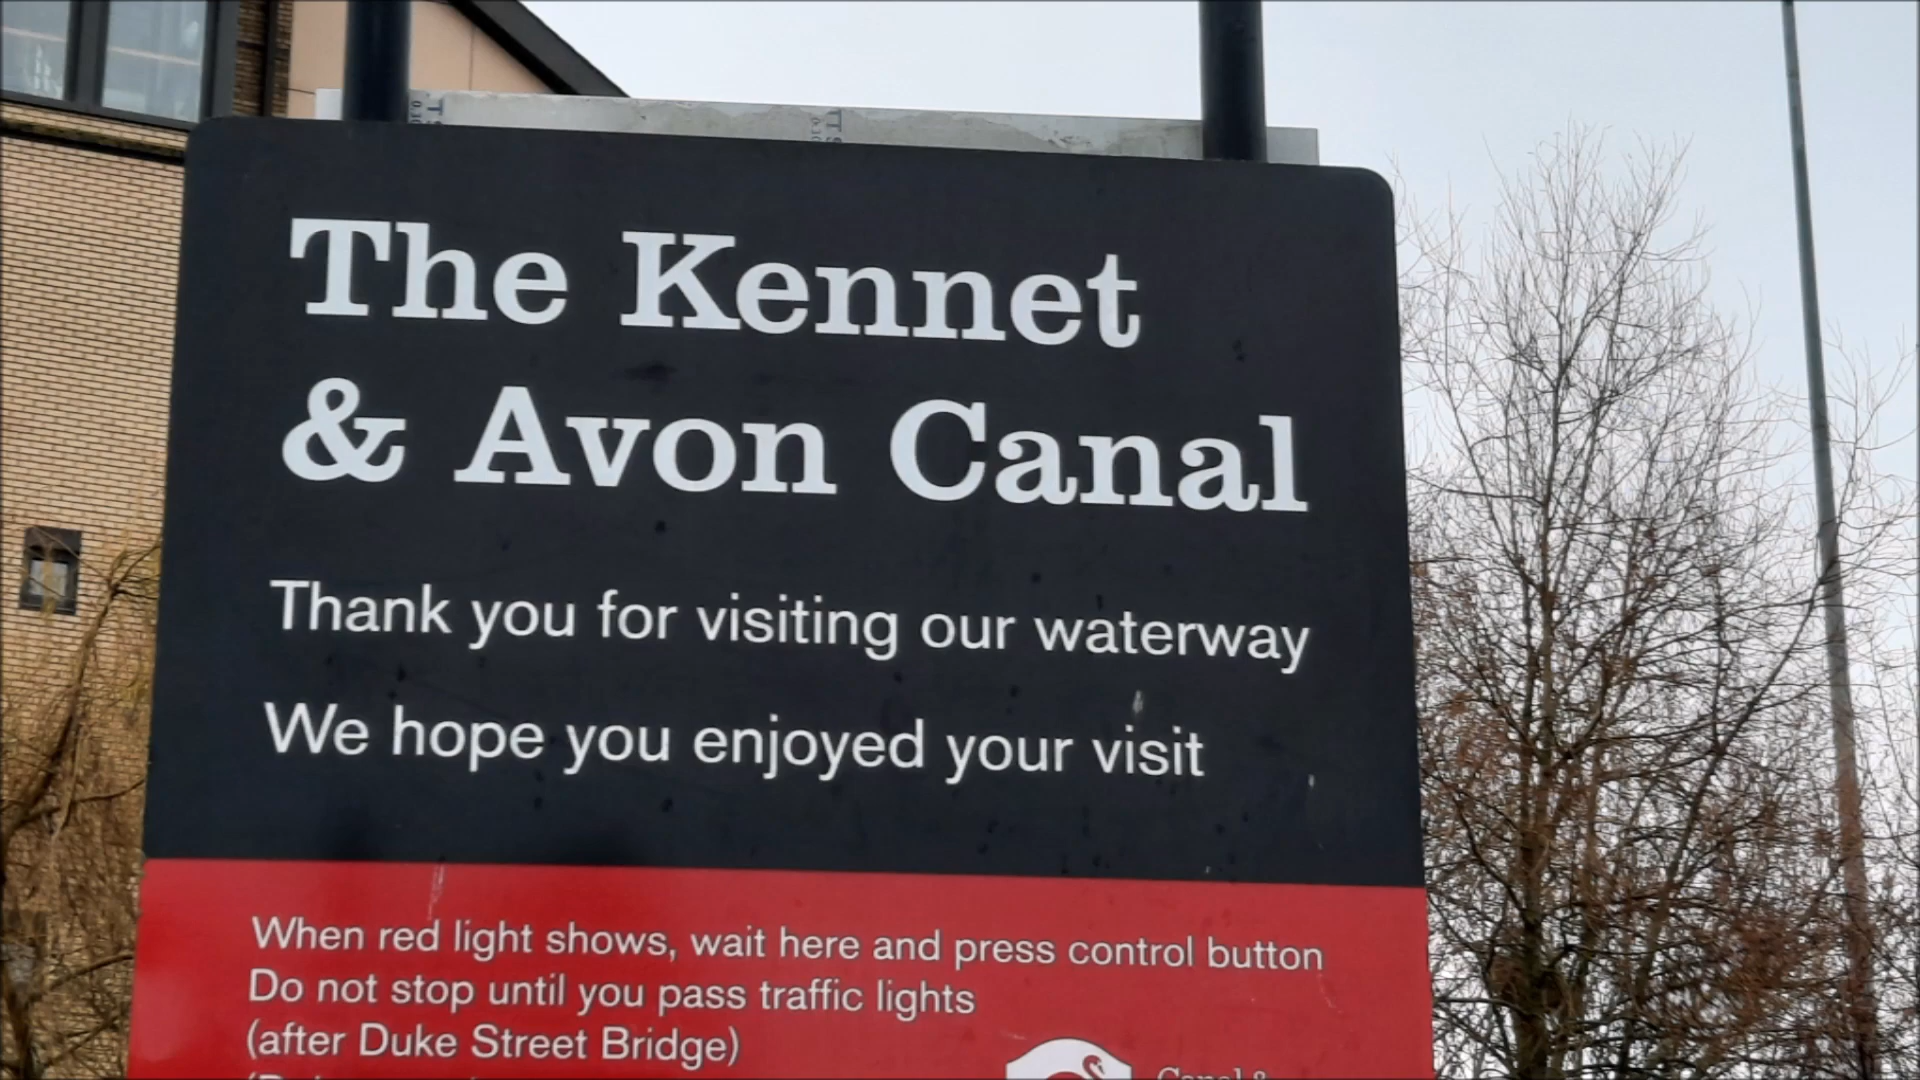 The Kennet
& Avon Canal
Thank you for visiting our waterway
We hope you enjoyed your visit
When red light shows, wait here and press control button
Do not stop until you pass traffic lights
(after Duke Street Bridge)
Canal &